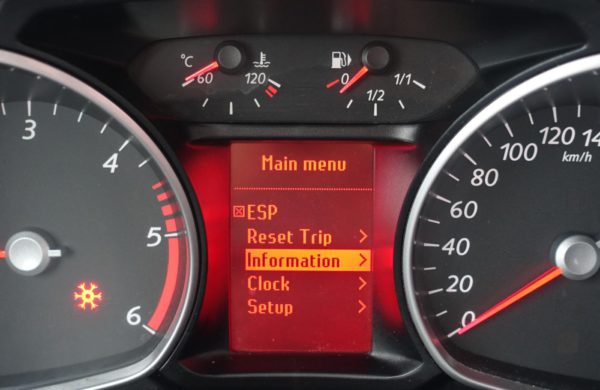 °C
60
120
0
1/2
1/1
3
4
5
6
Main menu
ESP
Reset Trip >
Information >
Clock >
Setup >
0
20
40
60
80
100
120
14
km/h